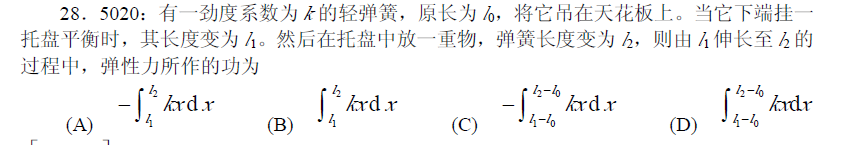 28．5020：有一劲度系数为 k 的轻弹簧，原长为 l₀，将它吊在天花板上。当它下端挂一
托盘平衡时，其长度变为 l₁。然后在托盘中放一重物，弹簧长度变为 l₂，则由 l₁ 伸长至 l₂ 的
过程中，弹性力所作的功为
(A) $-\int_{l_1}^{l_2} kx\mathrm{d}x$ (B) $\int_{l_1}^{l_2} kx\mathrm{d}x$ (C) $-\int_{l_1-l_0}^{l_2-l_0} kx\mathrm{d}x$ (D) $\int_{l_1-l_0}^{l_2-l_0} kx\mathrm{d}x$